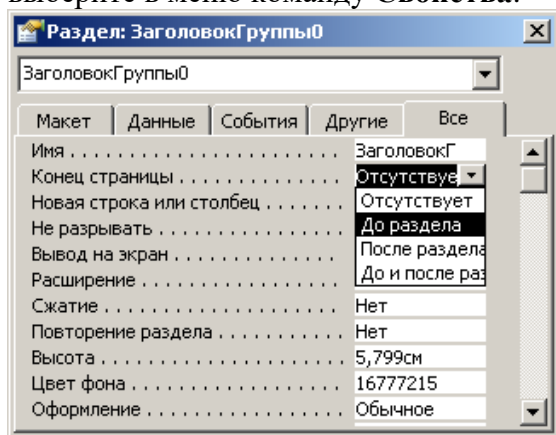 выберите в меню команду Свойства.
Раздел: ЗаголовокГруппы0
ЗаголовокГруппы0
Макет Данные События Другие Все
Имя . . . . . . . . . . . . . . . . . . . . . . . ЗаголовокГ
Конец страницы . . . . . . . . . . . . . . Отсутствуе
Новая строка или столбец . . . . . . . Отсутствует
Не разрывать . . . . . . . . . . . . . . . . До раздела
Вывод на экран . . . . . . . . . . . . . . После раздела
Расширение . . . . . . . . . . . . . . . . . До и после раз
Сжатие . . . . . . . . . . . . . . . . . . . . Нет
Повторение раздела . . . . . . . . . . . Нет
Высота . . . . . . . . . . . . . . . . . . . . 5,799см
Цвет фона . . . . . . . . . . . . . . . . . . 16777215
Оформление . . . . . . . . . . . . . . . . . Обычное